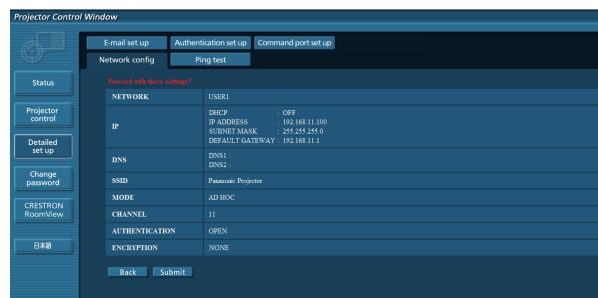 Projector Control Window
E-mail set up
Authentication set up
Command port set up
Network config
Ping test
Status
Projector
control
Detailed
set up
Change
password
CRESTRON
RoomView
日本語
Proceed with these settings?
NETWORK USER1
IP
DHCP : OFF
IP ADDRESS : 192.168.11.100
SUBNET MASK : 255.255.255.0
DEFAULT GATEWAY : 192.168.11.1
DNS
DNS1 :
DNS2 :
SSID Panasonic Projector
MODE AD HOC
CHANNEL 11
AUTHENTICATION OPEN
ENCRYPTION NONE
Back Submit